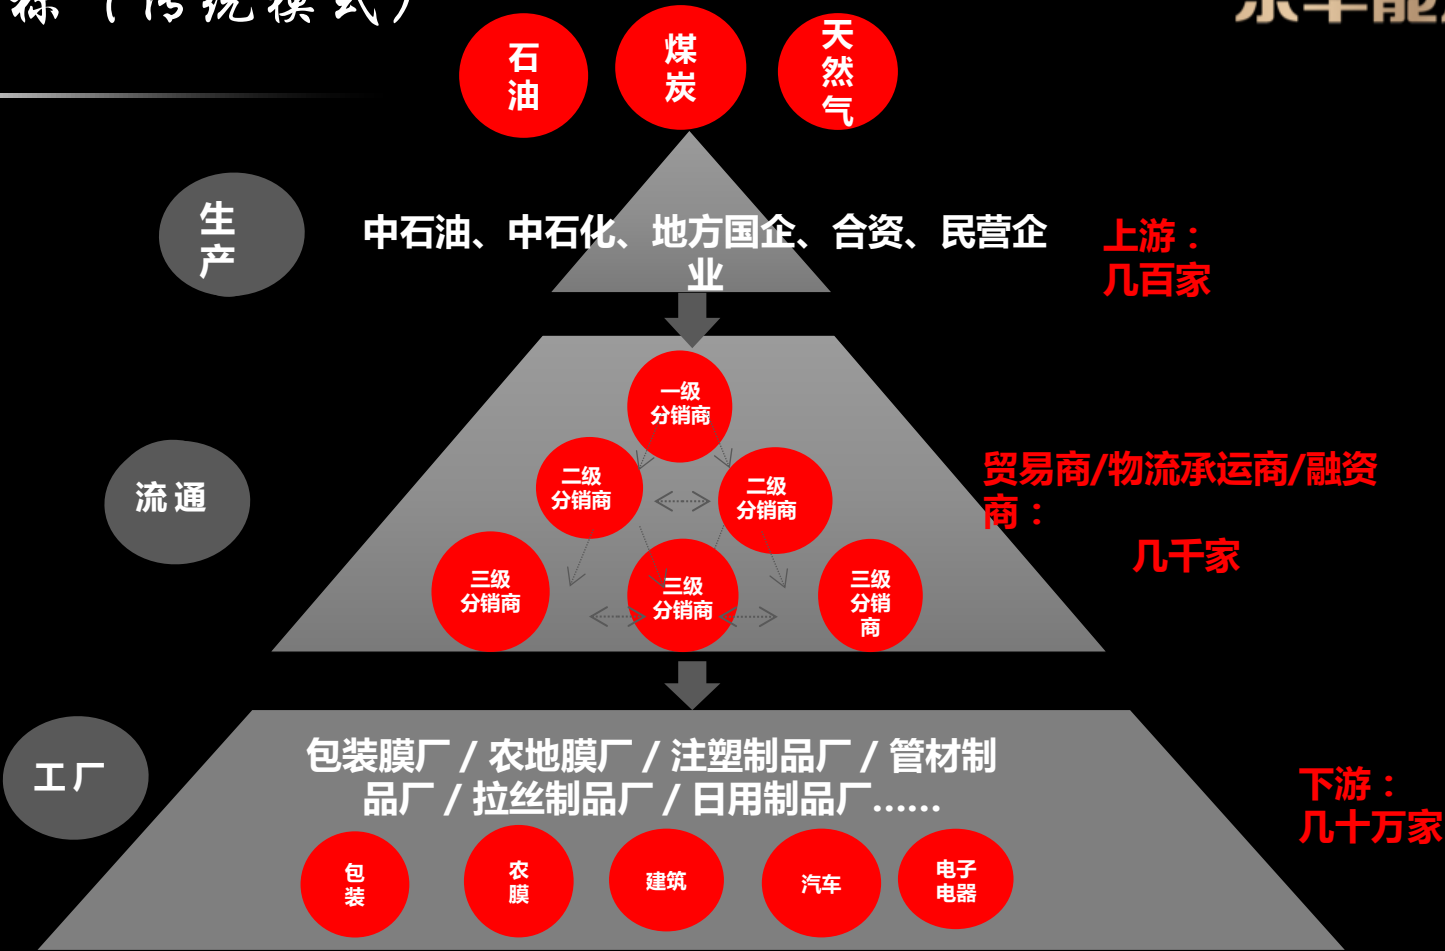 （传统模式）
石
油
煤
炭
天
然
气
生
产
中石油、中石化、地方国企、合资、民营企
业
上游：
几百家
一级
分销商
二级
分销商
二级
分销商
流通
贸易商/物流承运商/融资
商：
几千家
三级
分销商
三级
分销商
三级
分销
商
工厂
包装膜厂 / 农地膜厂 / 注塑制品厂 / 管材制
品厂 / 拉丝制品厂 / 日用制品厂......
下游：
几十万家
包
装
农
膜
建筑
汽车
电子
电器